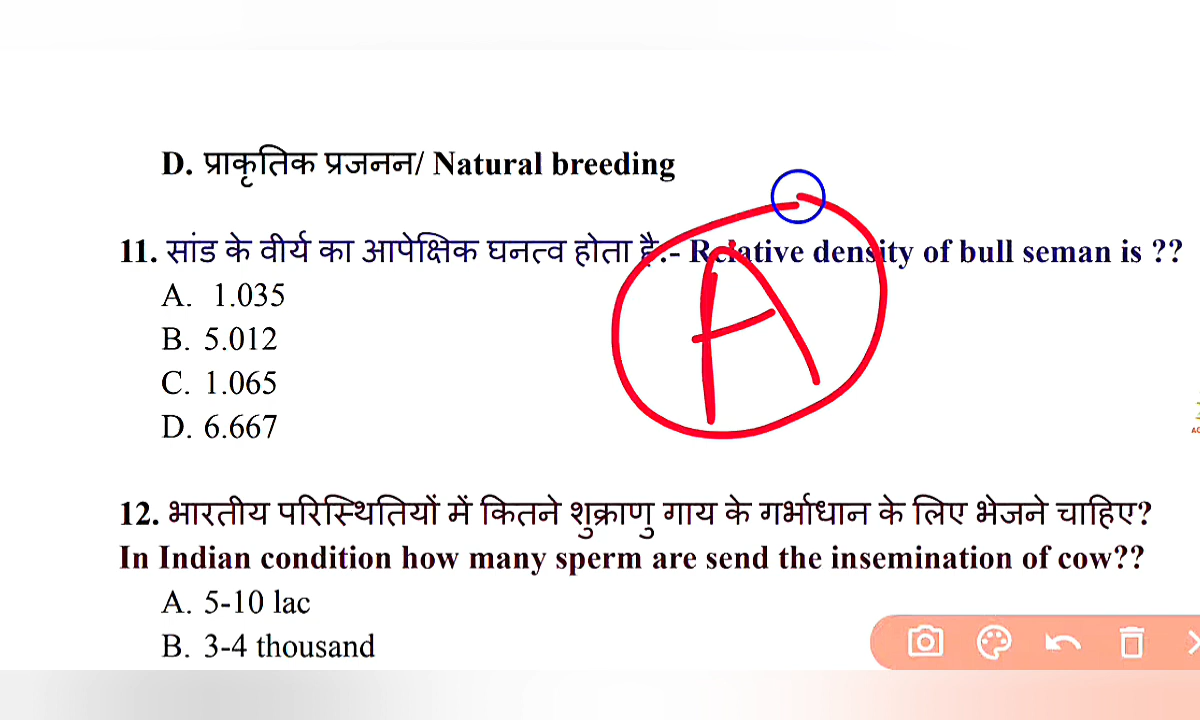 D. प्राकृतिक प्रजनन/ Natural breeding
11. सांड के वीर्य का आपेक्षिक घनत्व होता है:- Relative density of bull seman is ??
A. 1.035
B. 5.012
C. 1.065
D. 6.667
A
12. भारतीय परिस्थितियों में कितने शुक्राणु गाय के गर्भाधान के लिए भेजने चाहिए?
In Indian condition how many sperm are send the insemination of cow??
A. 5-10 lac
B. 3-4 thousand